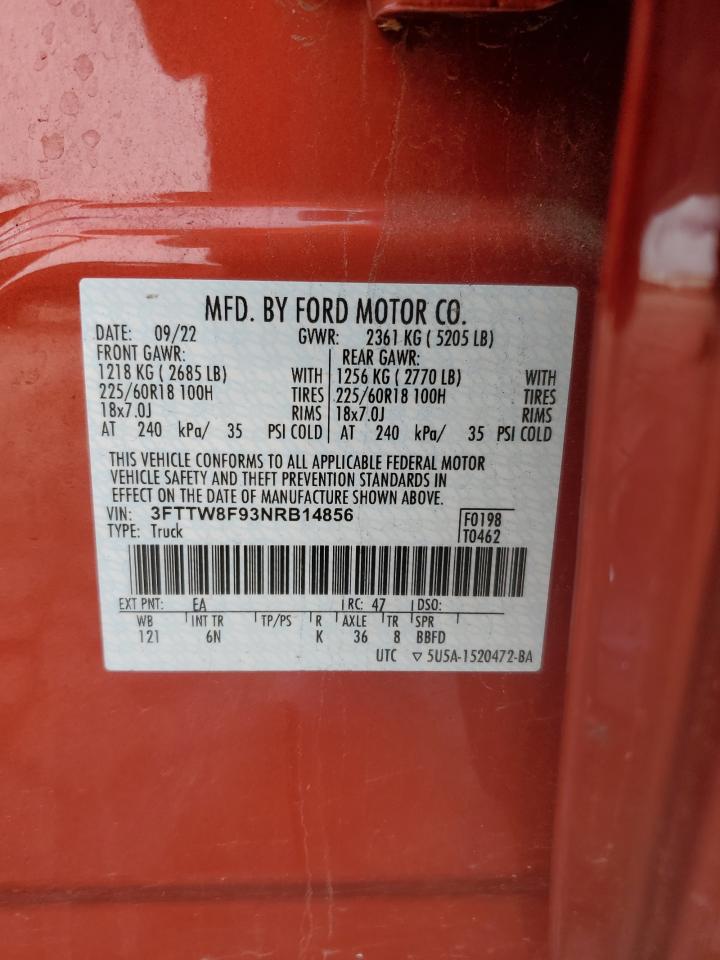 MFD. BY FORD MOTOR CO.
DATE: 09/22 GVWR: 2361 KG ( 5205 LB)
FRONT GAWR: REAR GAWR:
1218 KG ( 2685 LB) WITH 1256 KG ( 2770 LB) WITH
225/60R18 100H TIRES 225/60R18 100H TIRES
18x7.0J RIMS 18x7.0J RIMS
AT 240 kPa/ 35 PSI COLD AT 240 kPa/ 35 PSI COLD
THIS VEHICLE CONFORMS TO ALL APPLICABLE FEDERAL MOTOR
VEHICLE SAFETY AND THEFT PREVENTION STANDARDS IN
EFFECT ON THE DATE OF MANUFACTURE SHOWN ABOVE.
VIN: 3FTTW8F93NRB14856 F0198
TYPE: Truck T0462
EXT PNT: EA RC: 47 DSO:
WB INT TR TP/PS R AXLE TR SPR
121 6N K 36 8 BBFD
UTC ▽ 5U5A-1520472-BA